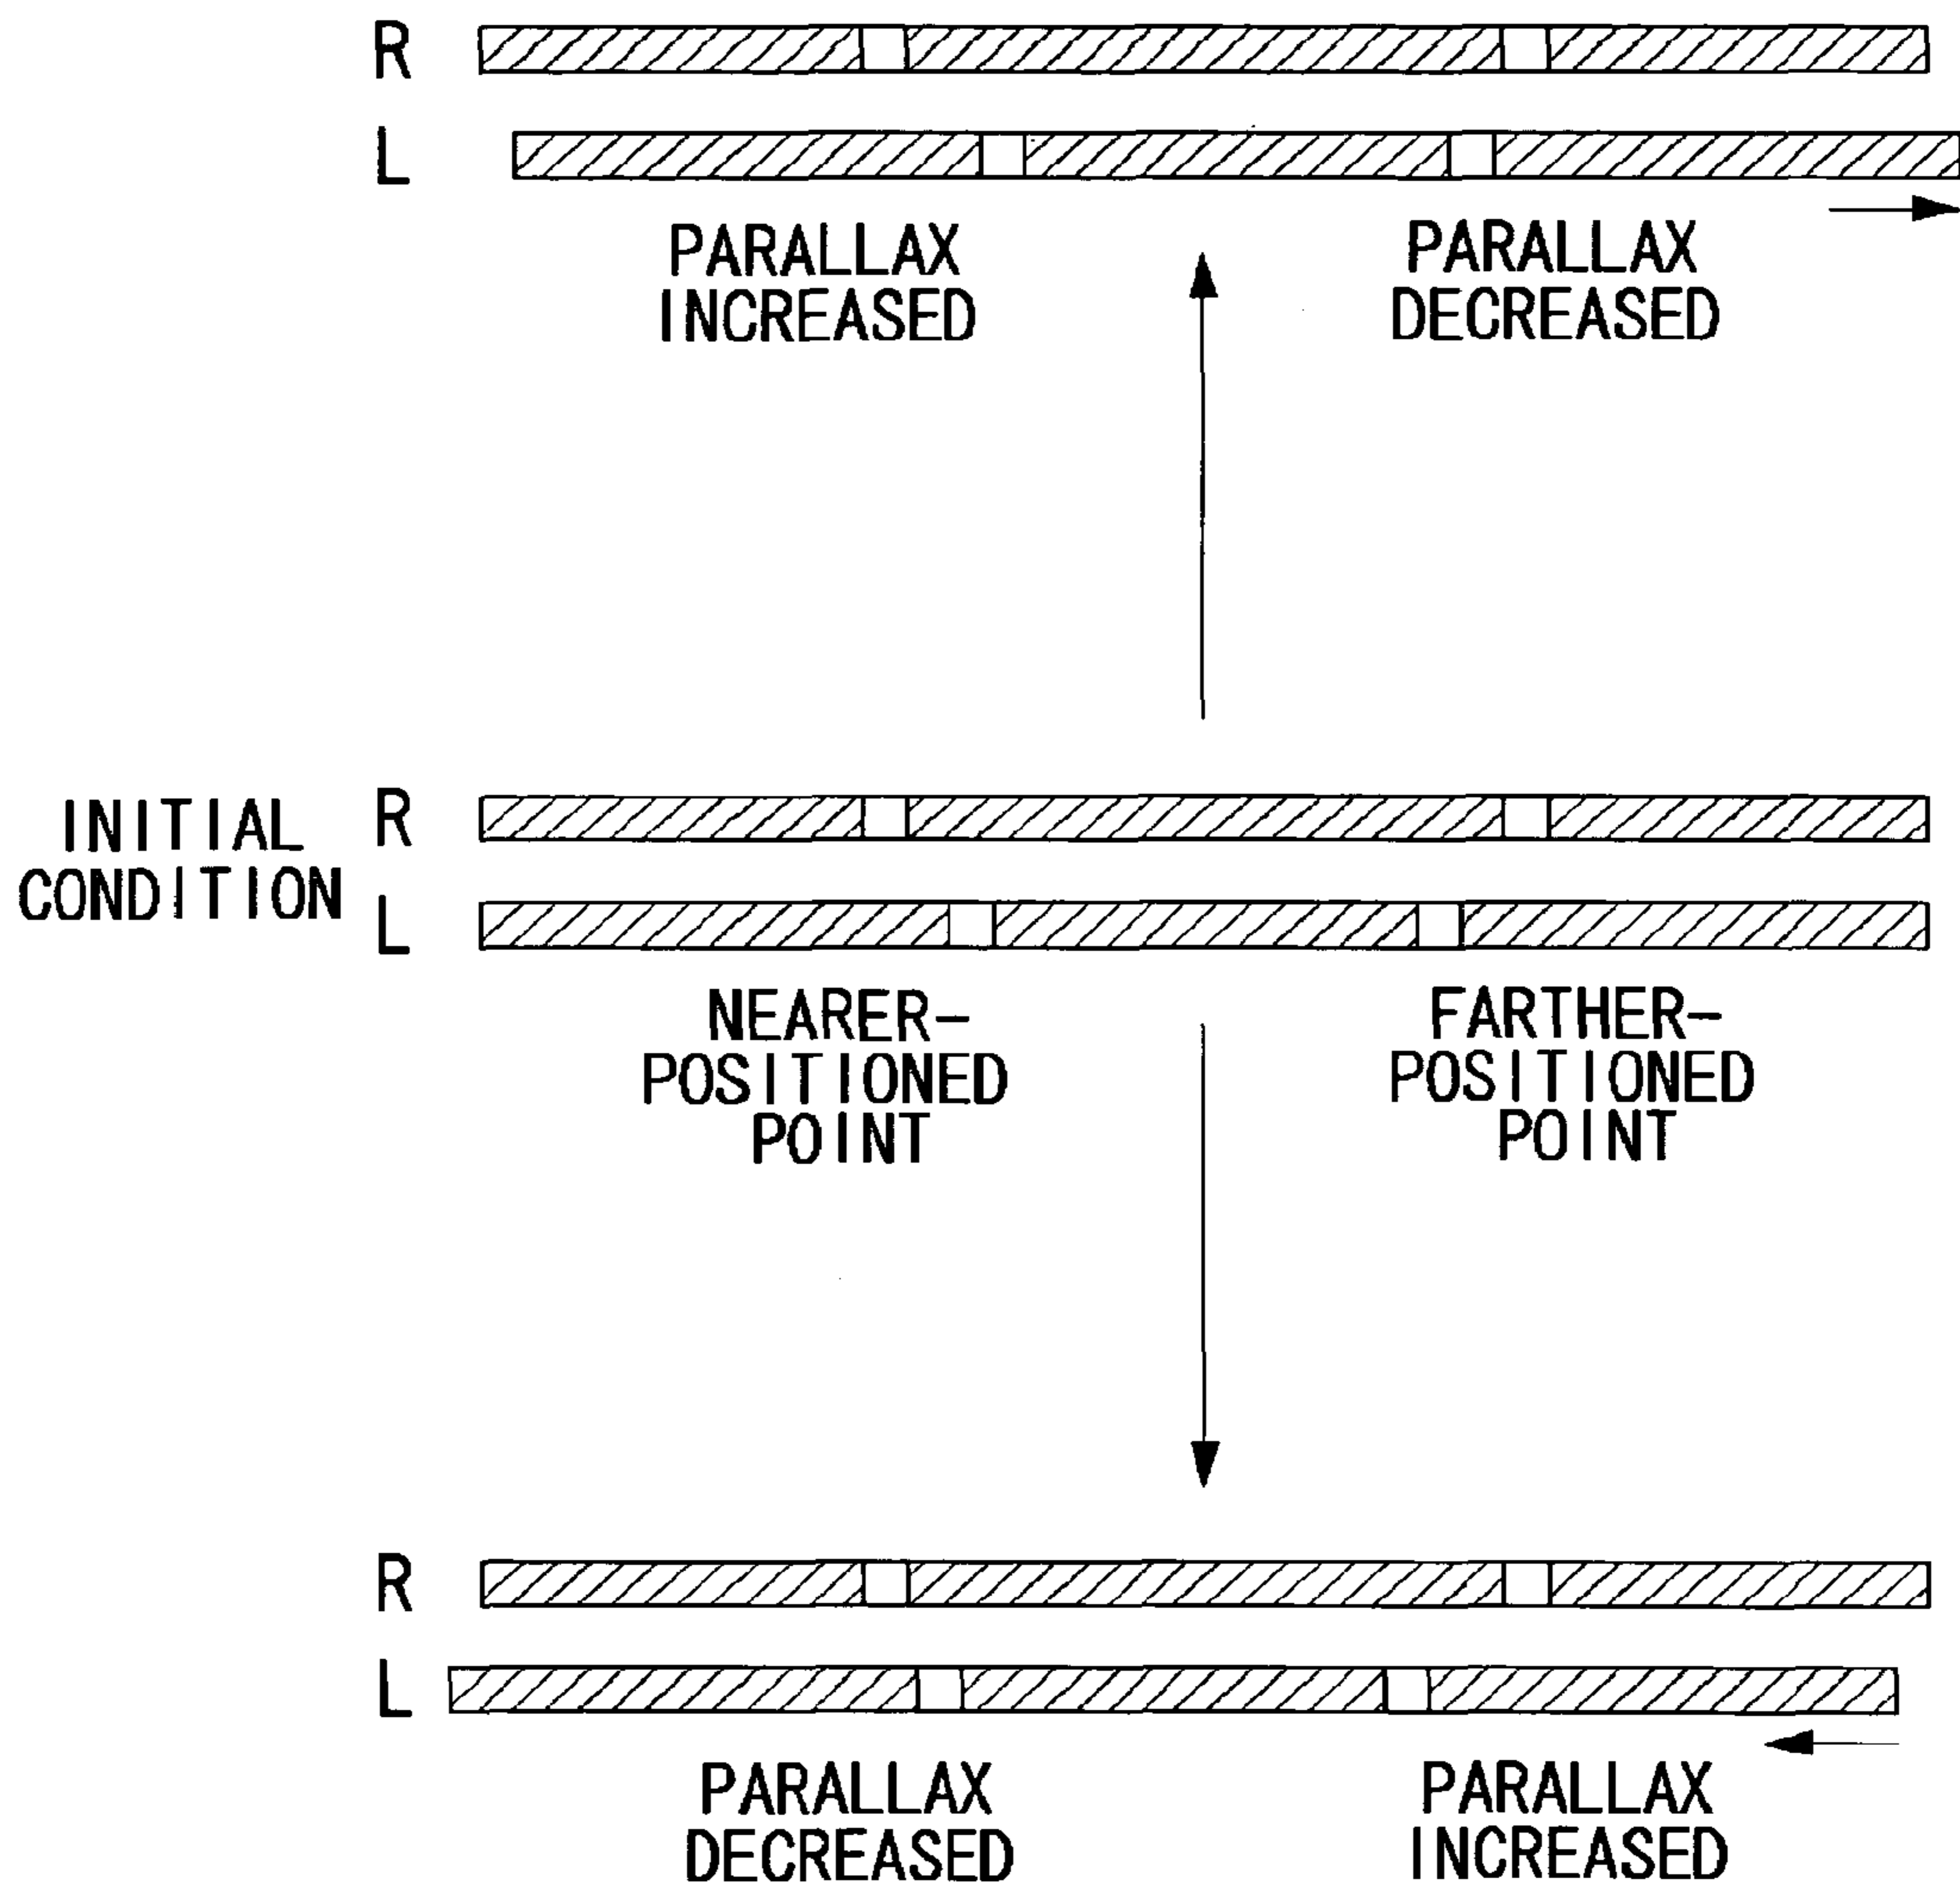 R
L
PARALLAX
INCREASED
PARALLAX
DECREASED
INITIAL
CONDITION
R
L
NEARER-
POSITIONED
POINT
FARTHER-
POSITIONED
POINT
R
L
PARALLAX
DECREASED
PARALLAX
INCREASED